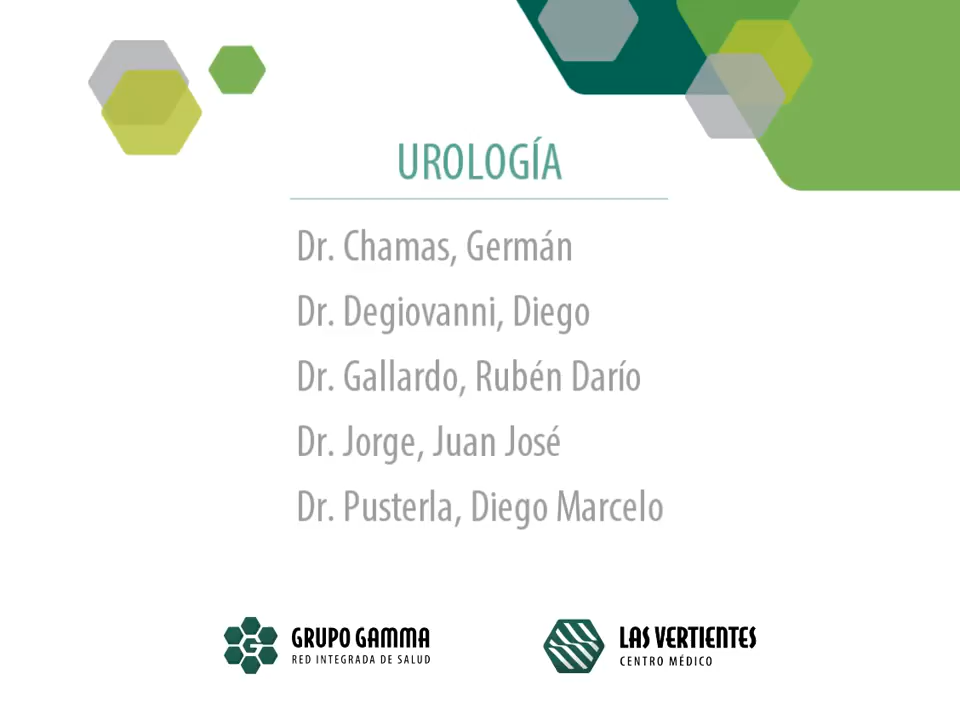 UROLOGÍA
Dr. Chamas, Germán
Dr. Degiovanni, Diego
Dr. Gallardo, Rubén Darío
Dr. Jorge, Juan José
Dr. Pusterla, Diego Marcelo
GRUPO GAMMA
RED INTEGRADA DE SALUD
LAS VERTIENTES
CENTRO MÉDICO